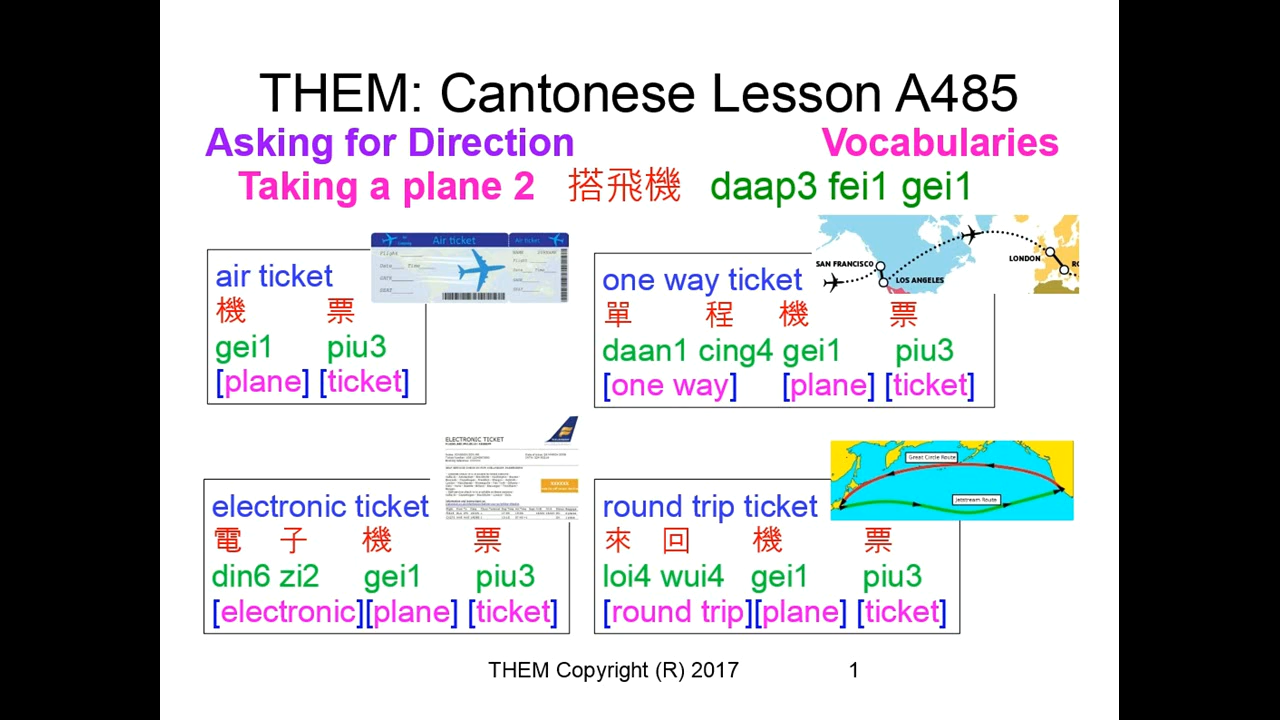 THEM: Cantonese Lesson A485
Asking for Direction Vocabularies
Taking a plane 2 搭飛機 daap3 fei1 gei1
air ticket
機 票
gei1 piu3
[plane] [ticket]
Air ticket
Air ticket
one way ticket
單 程 機 票
daan1 cing4 gei1 piu3
[one way] [plane] [ticket]
SAN FRANCISCO
LOS ANGELES
LONDON
electronic ticket
電 子 機 票
din6 zi2 gei1 piu3
[electronic][plane] [ticket]
ELECTRONIC TICKET
round trip ticket
來 回 機 票
loi4 wui4 gei1 piu3
[round trip][plane] [ticket]
Great Circle Route
Jetstream Route
THEM Copyright (R) 2017 1